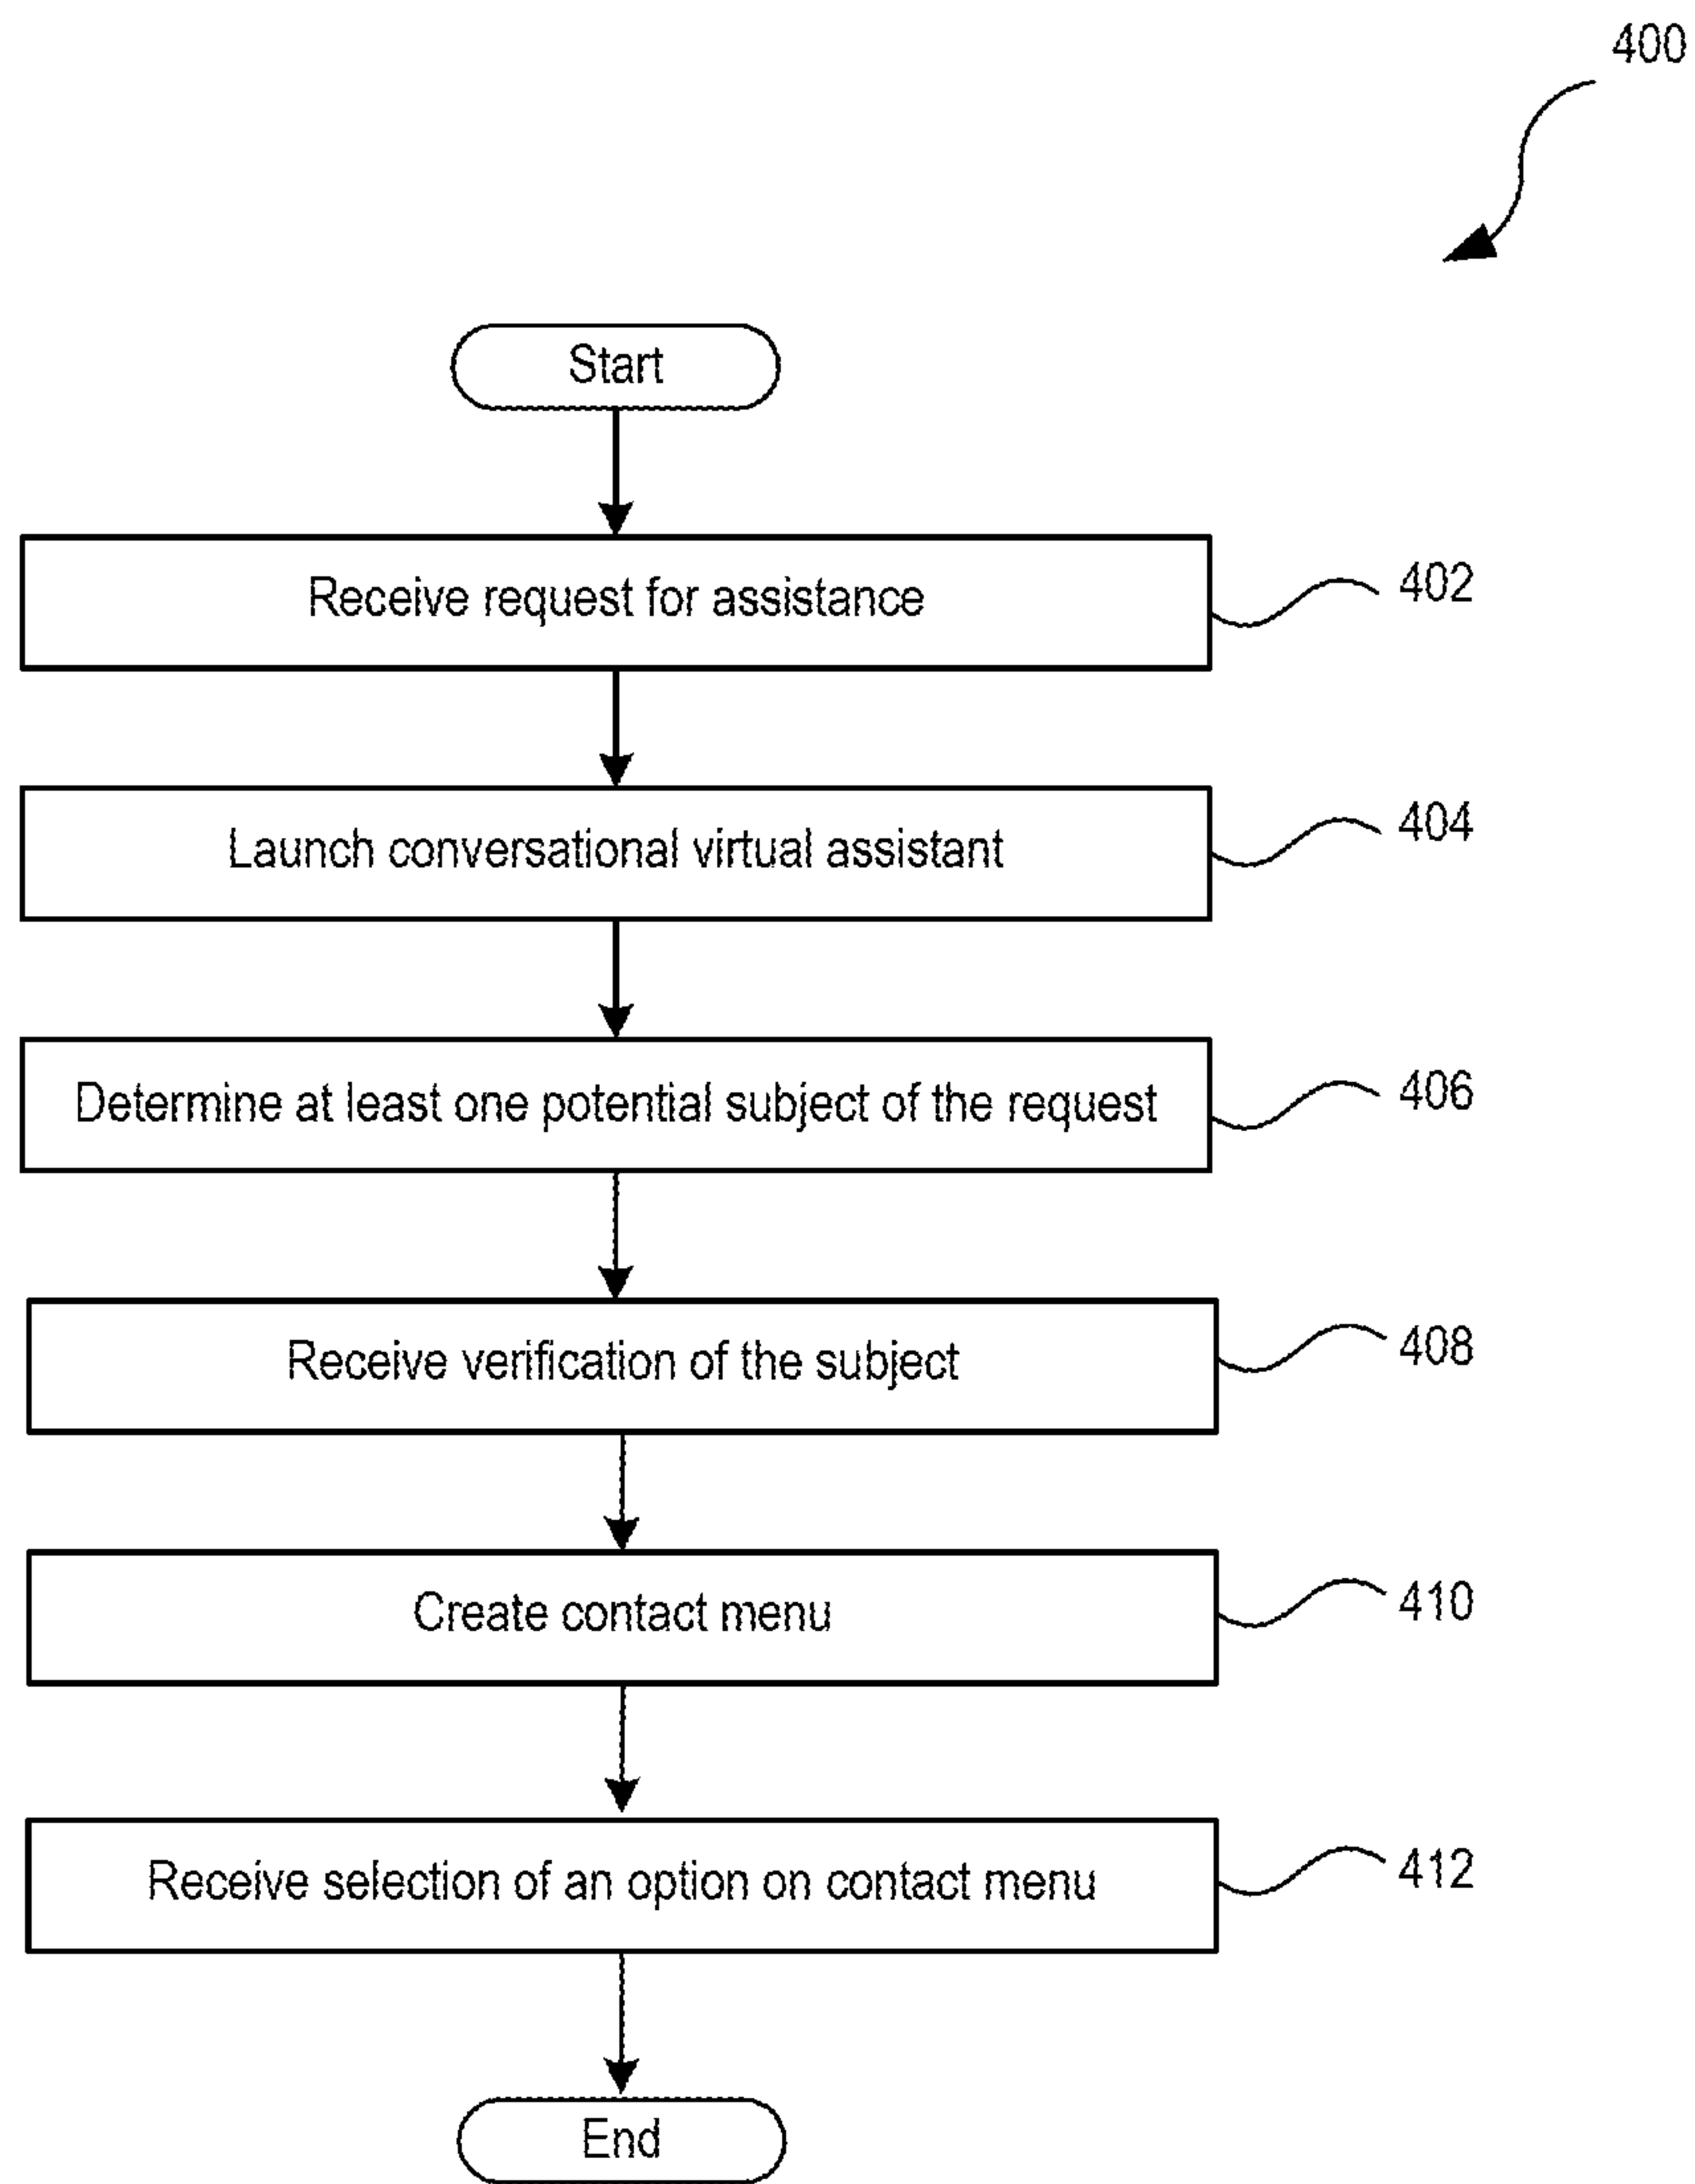 400
Start
Receive request for assistance
402
Launch conversational virtual assistant
404
Determine at least one potential subject of the request
406
Receive verification of the subject
408
Create contact menu
410
Receive selection of an option on contact menu
412
End